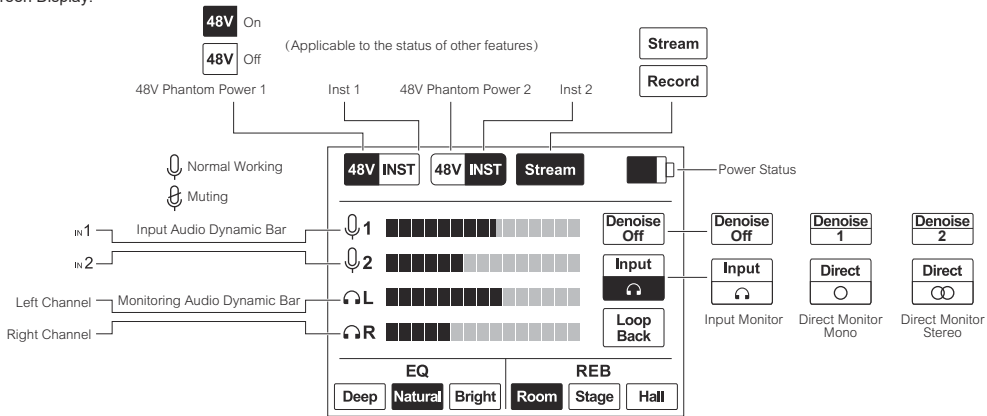 48V On
48V Off
(Applicable to the status of other features)
Stream
Record
48V Phantom Power 1
Inst 1
48V Phantom Power 2
Inst 2
48V INST
48V INST
Stream
Power Status
Normal Working
Muting
IN1
Input Audio Dynamic Bar
1
IN2
2
Left Channel
Monitoring Audio Dynamic Bar
L
Right Channel
R
Denoise
Off
Input
Loop
Back
Denoise
Off
Denoise
1
Denoise
2
Input
Direct
Direct
Input Monitor
Direct Monitor
Mono
Direct Monitor
Stereo
EQ
REB
Deep Natural Bright Room Stage Hall